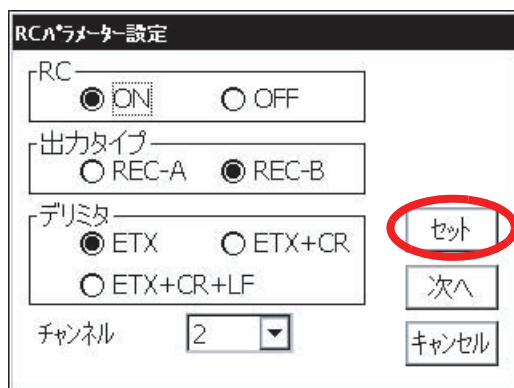 RCパラメーター設定
RC
ON OFF
出力タイプ
REC-A REC-B
デリミタ
ETX ETX+CR
ETX+CR+LF
チャンネル 2
セット
次へ
キャンセル